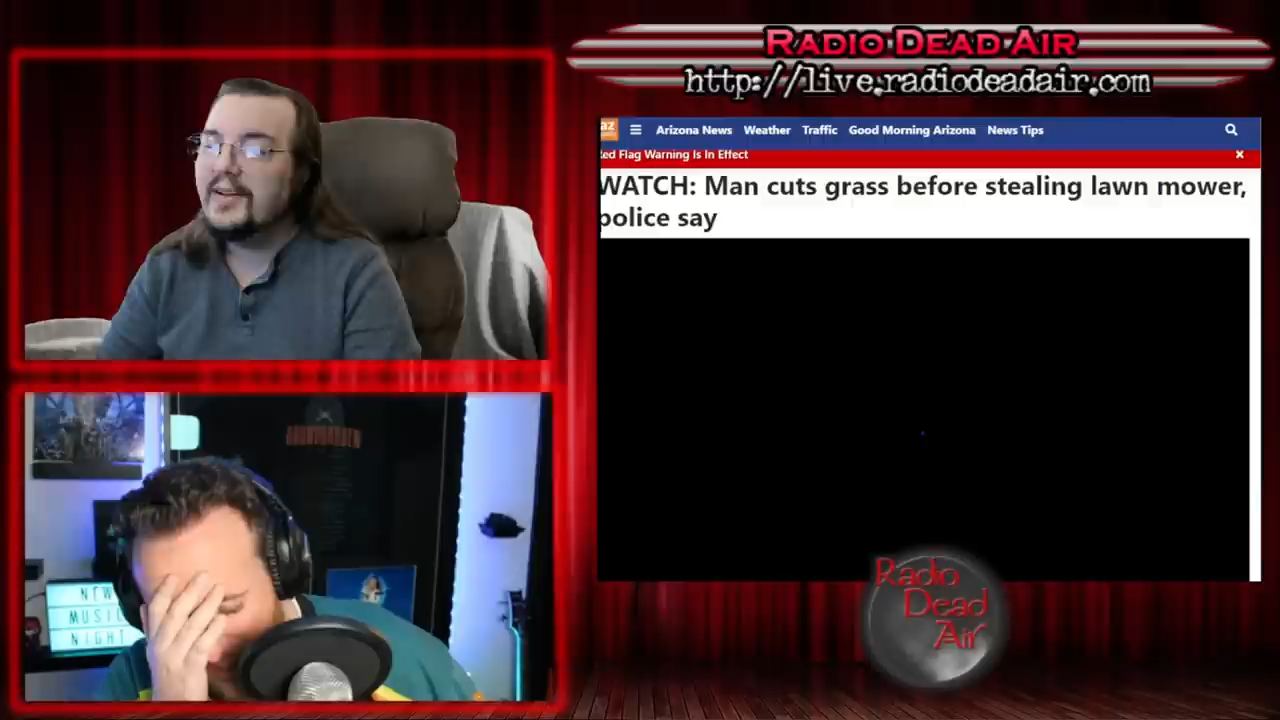 Radio Dead Air
http://live.radiodeadair.com
az
Arizona News Weather Traffic Good Morning Arizona News Tips
ed Flag Warning Is In Effect
WATCH: Man cuts grass before stealing lawn mower,
police say
NEW
MUSIC
NIGHT
Radio
Dead
Air